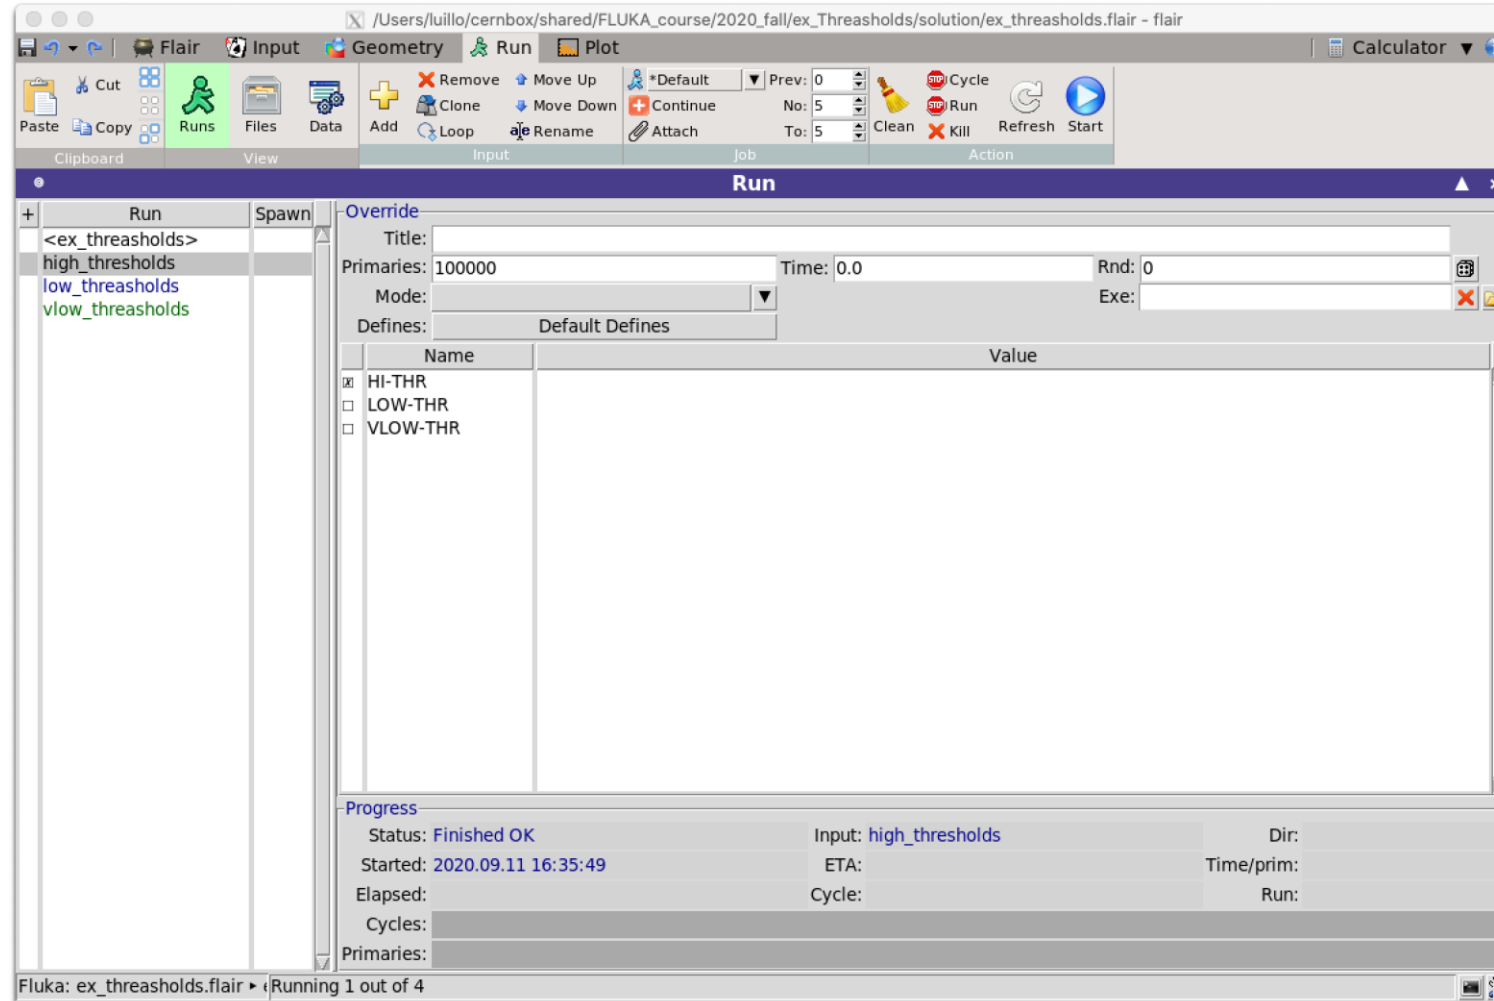 /Users/luillo/cernbox/shared/FLUKA_course/2020_fall/ex_Threasholds/solution/ex_threasholds.flair - flair
Flair Input Geometry Run Plot Calculator
Paste Cut Copy Runs Files Data Add Remove Clone Loop Move Up Move Down Rename *Default Continue Attach Prev: 0 No: 5 To: 5 Clean Cycle Run Kill Refresh Start
Clipboard View Input Job Action
Run
+ Run Spawn
<ex_threasholds>
high_thresholds
low_threasholds
vlow_threasholds
Override
Title:
Primaries: 100000 Time: 0.0 Rnd: 0
Mode: Exe:
Defines: Default Defines
Name Value
HI-THR
LOW-THR
VLOW-THR
Progress
Status: Finished OK Input: high_thresholds Dir:
Started: 2020.09.11 16:35:49 ETA: Time/prim:
Elapsed: Cycle: Run:
Cycles:
Primaries:
Fluka: ex_threasholds.flair Running 1 out of 4